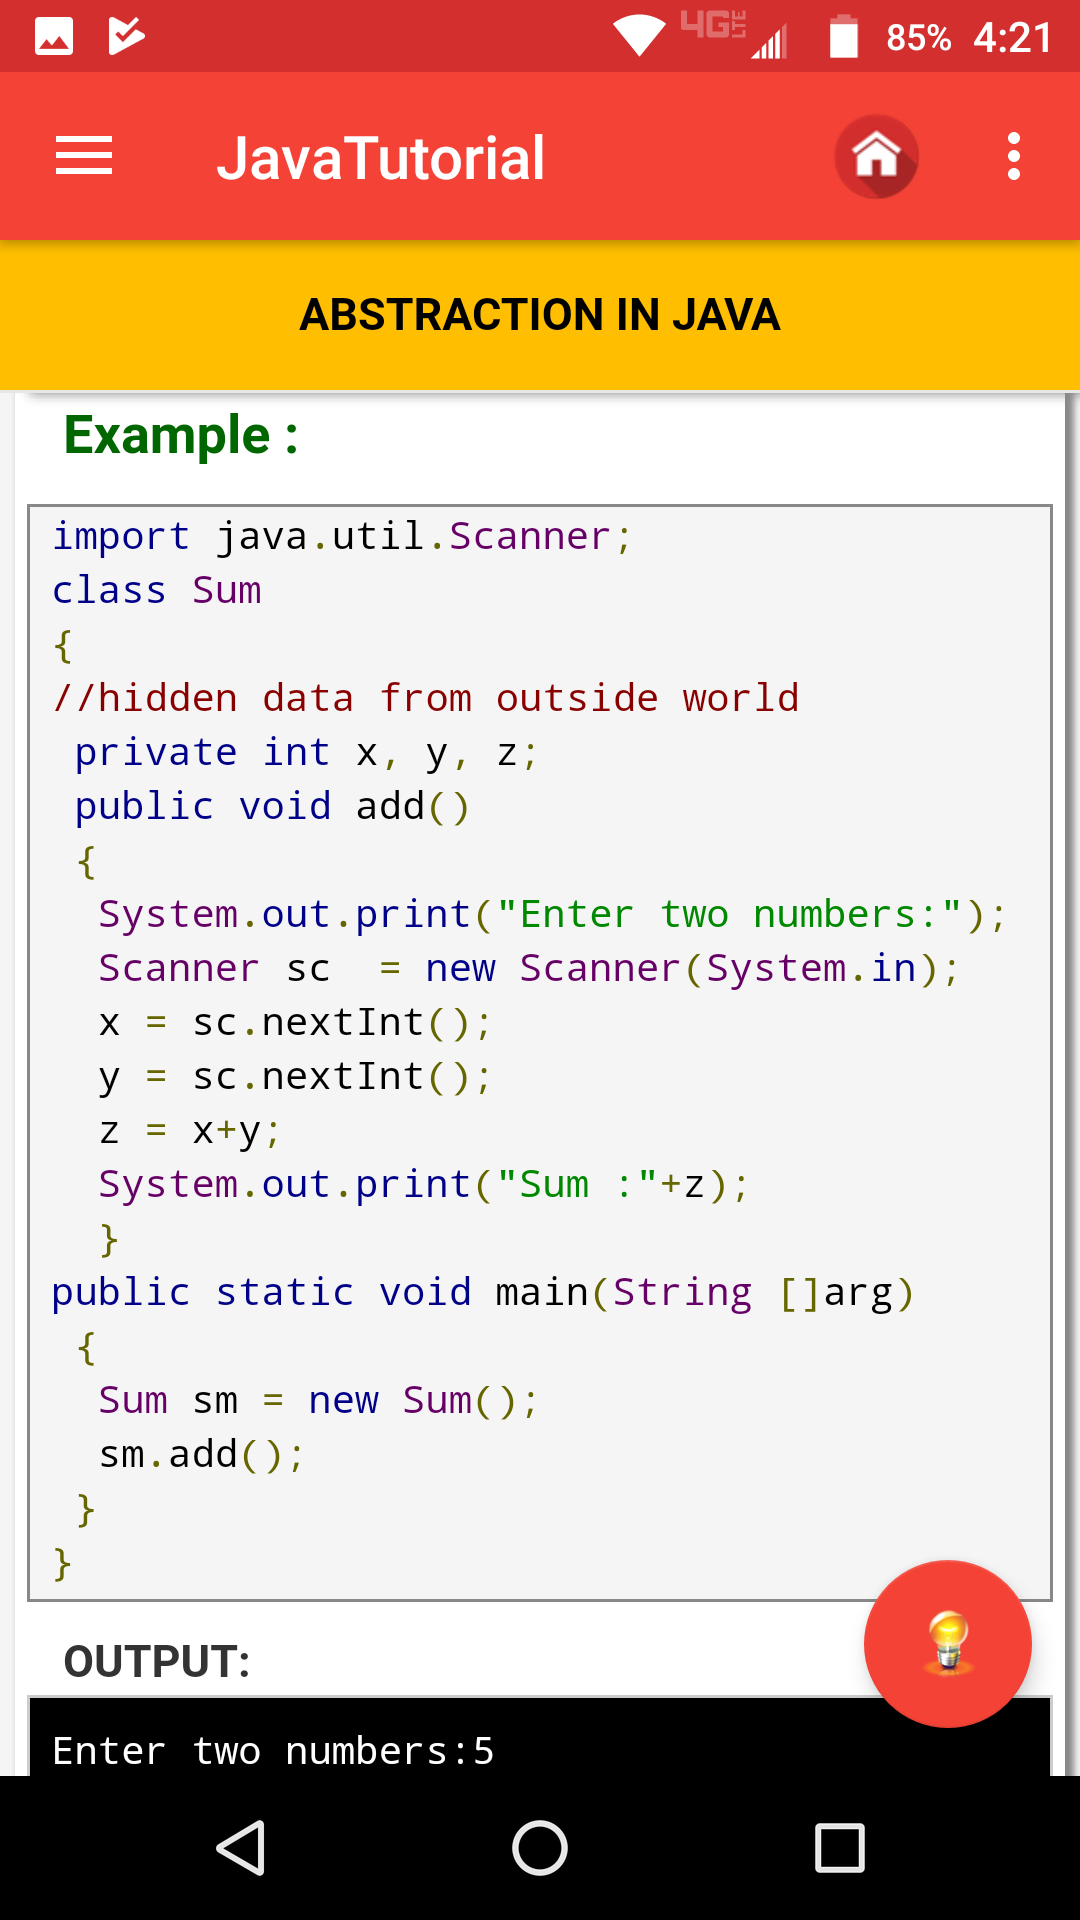 4G LTE 85% 4:21
JavaTutorial
ABSTRACTION IN JAVA
Example :
import java.util.Scanner;
class Sum
{
//hidden data from outside world
 private int x, y, z;
 public void add()
 {
  System.out.print("Enter two numbers:");
  Scanner sc  = new Scanner(System.in);
  x = sc.nextInt();
  y = sc.nextInt();
  z = x+y;
  System.out.print("Sum :"+z);
  }
public static void main(String []arg)
 {
  Sum sm = new Sum();
  sm.add();
 }
}
OUTPUT:
Enter two numbers:5